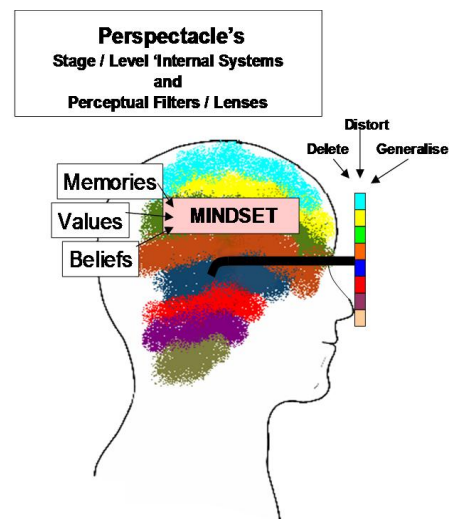 Perspectacle's
Stage / Level ‘Internal Systems
and
Perceptual Filters / Lenses
Distort
Delete
Generalise
Memories
Values
MINDSET
Beliefs